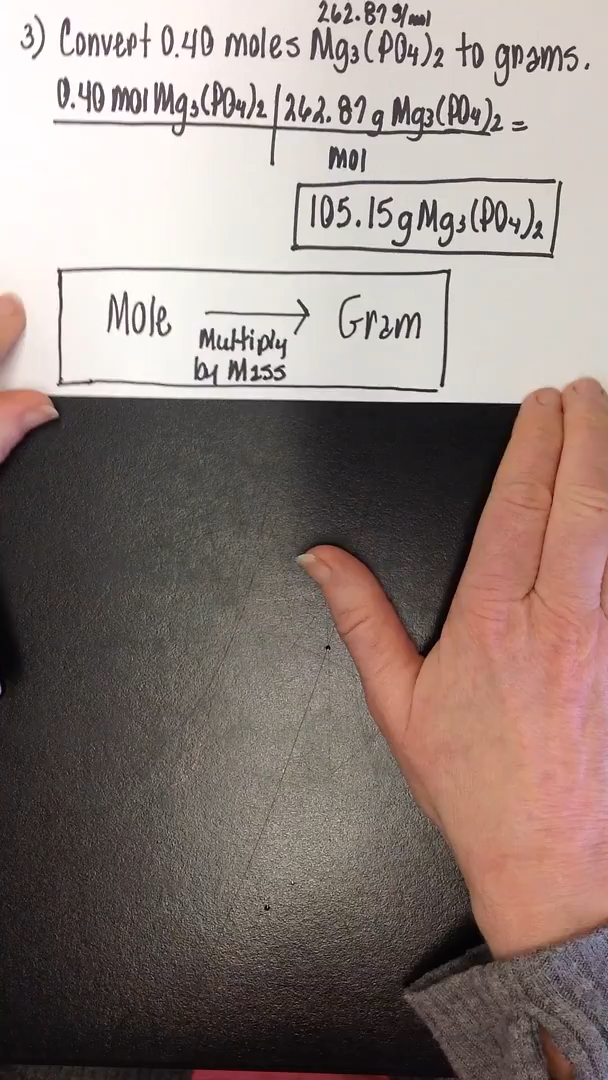 262.87 g/mol
3) Convert 0.40 moles Mg₃(PO₄)₂ to grams.
0.40 mol Mg₃(PO₄)₂ | 262.87 g Mg₃(PO₄)₂ =
mol
105.15 g Mg₃(PO₄)₂
Mole → Gram
Multiply
by Mass